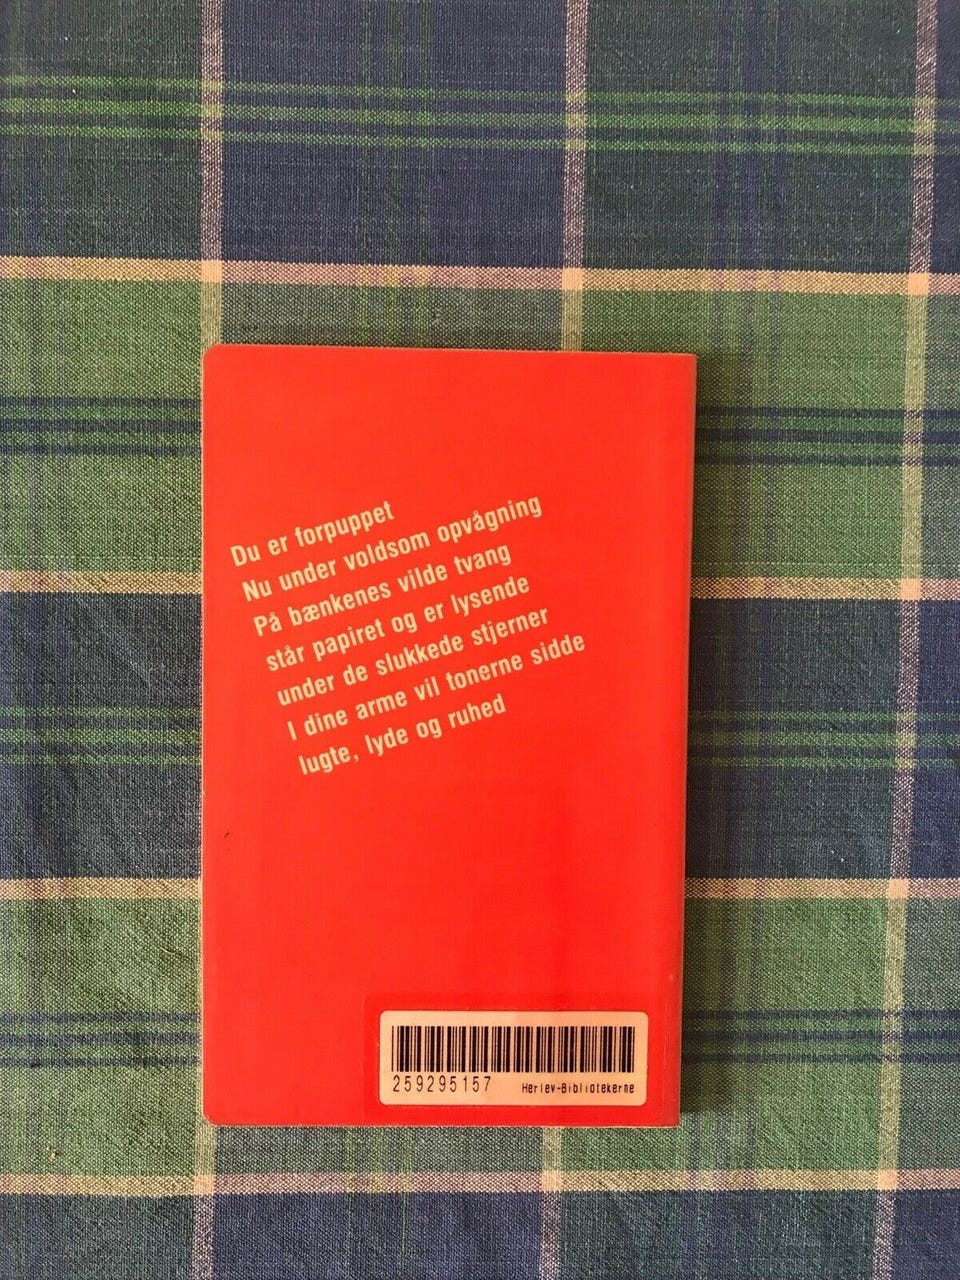 Du er forpuppet
Nu under voldsom opvågning
På bænkenes vilde tvang
står papiret og er lysende
under de slukkede stjerner
I dine arme vil tonerne sidde
lugte, lyde og ruhed
259295157 Herlev-Bibliotekerne